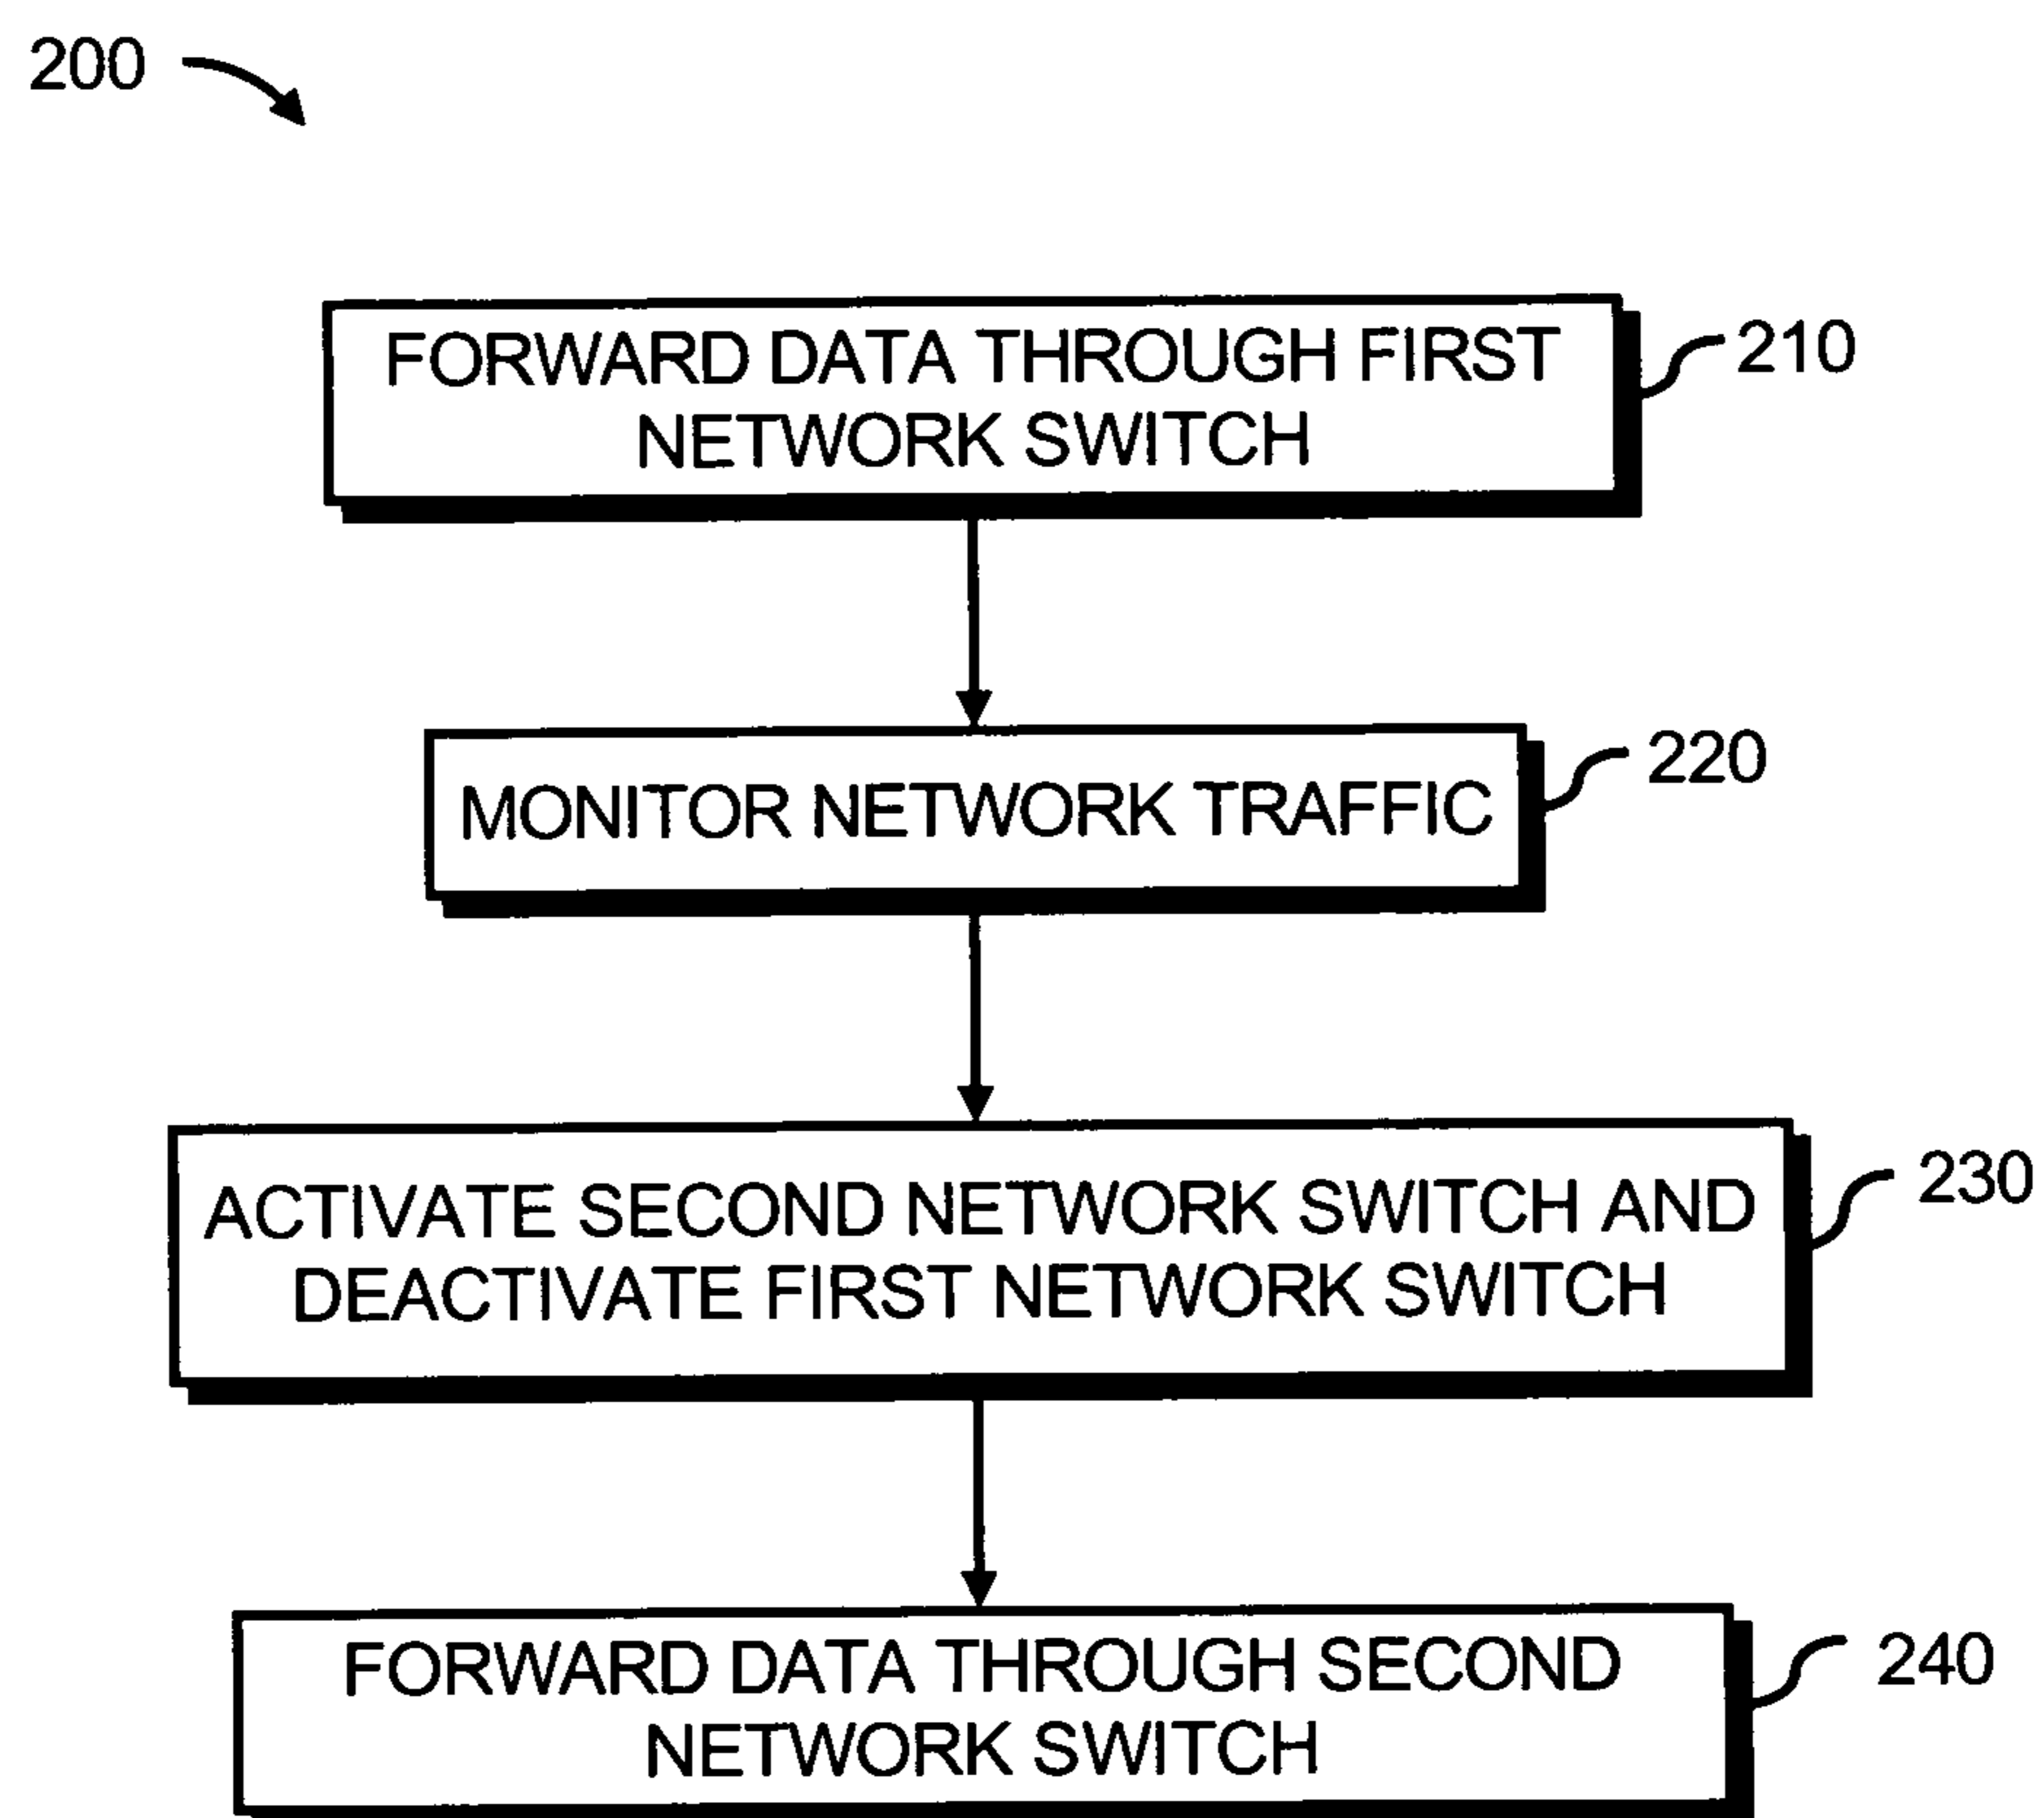 200
FORWARD DATA THROUGH FIRST
NETWORK SWITCH
210
MONITOR NETWORK TRAFFIC
220
ACTIVATE SECOND NETWORK SWITCH AND
DEACTIVATE FIRST NETWORK SWITCH
230
FORWARD DATA THROUGH SECOND
NETWORK SWITCH
240